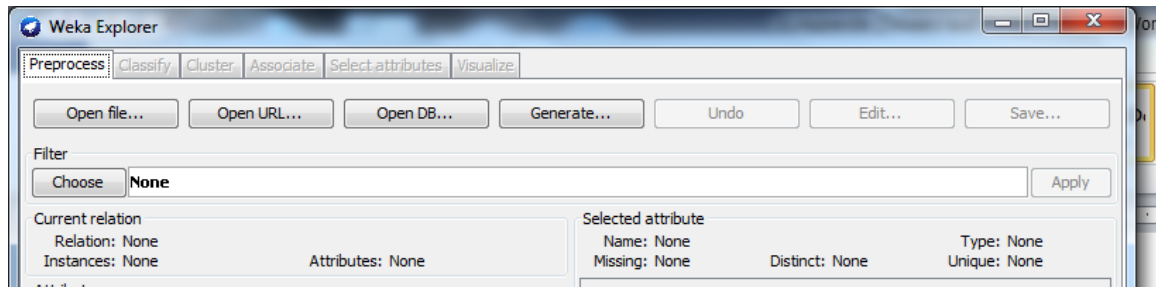 Weka Explorer
Preprocess Classify Cluster Associate Select attributes Visualize
Open file... Open URL... Open DB... Generate... Undo Edit... Save...
Filter
Choose None Apply
Current relation
Relation: None
Instances: None Attributes: None
Selected attribute
Name: None Type: None
Missing: None Distinct: None Unique: None